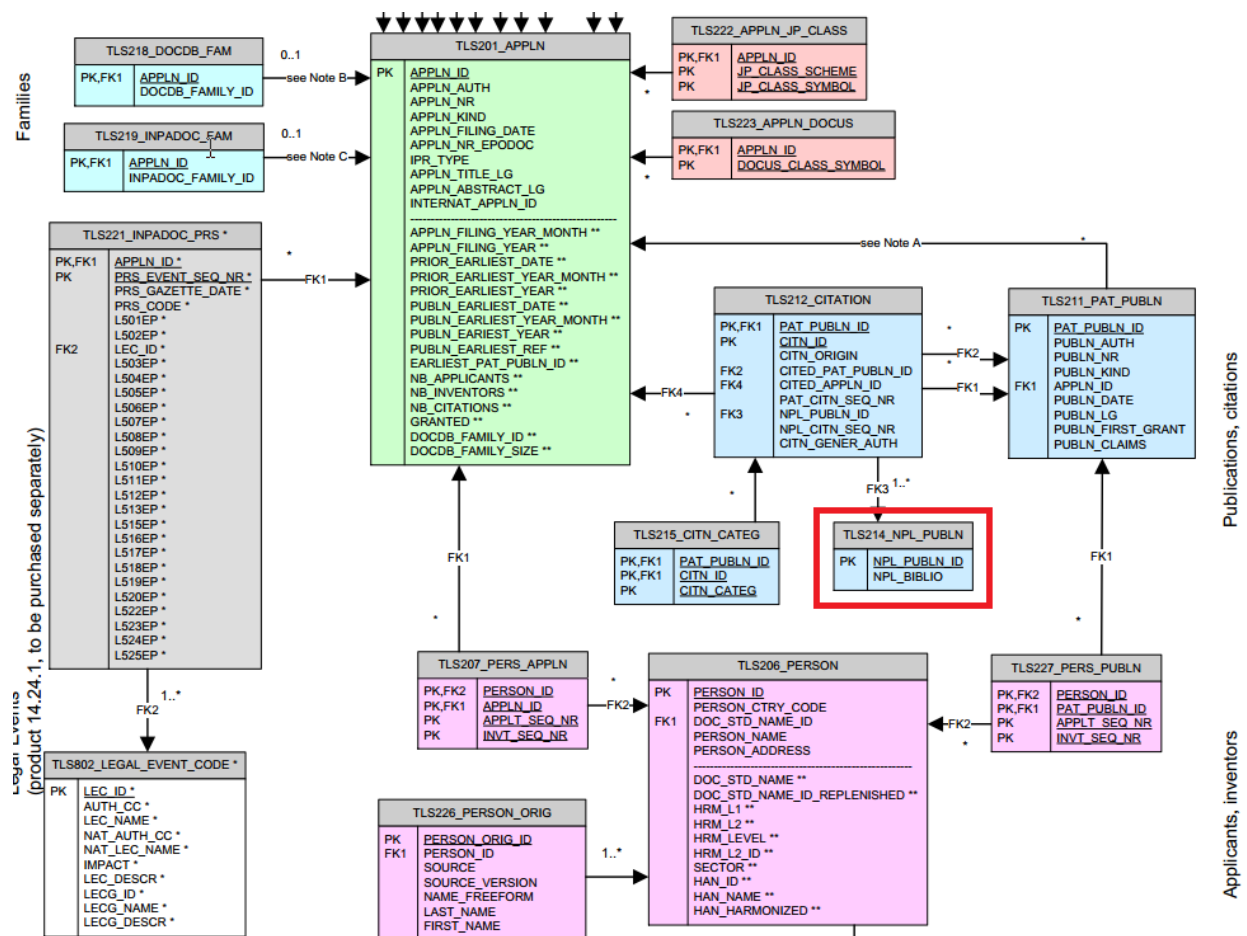 Families
TLS218_DOCDB_FAM
PK,FK1 APPLN_ID
DOCDB_FAMILY_ID
0..1
see Note B
TLS219_INPADOC_FAM
PK,FK1 APPLN_ID
INPADOC_FAMILY_ID
0..1
see Note C
TLS201_APPLN
PK APPLN_ID
APPLN_AUTH
APPLN_NR
APPLN_KIND
APPLN_FILING_DATE
APPLN_NR_EPODOC
IPR_TYPE
APPLN_TITLE_LG
APPLN_ABSTRACT_LG
INTERNAT_APPLN_ID
APPLN_FILING_YEAR_MONTH **
APPLN_FILING_YEAR **
PRIOR_EARLIEST_DATE **
PRIOR_EARLIEST_YEAR_MONTH **
PRIOR_EARLIEST_YEAR **
PUBLN_EARLIEST_DATE **
PUBLN_EARLIEST_YEAR_MONTH **
PUBLN_EARIEST_YEAR **
PUBLN_EARLIEST_REF **
EARLIEST_PAT_PUBLN_ID **
NB_APPLICANTS **
NB_INVENTORS **
NB_CITATIONS **
GRANTED **
DOCDB_FAMILY_ID **
DOCDB_FAMILY_SIZE **
TLS222_APPLN_JP_CLASS
PK,FK1 APPLN_ID
PK JP_CLASS_SCHEME
PK JP_CLASS_SYMBOL
*
TLS223_APPLN_DOCUS
PK,FK1 APPLN_ID
PK DOCUS_CLASS_SYMBOL
*
see Note A
*
TLS221_INPADOC_PRS *
PK,FK1 APPLN_ID *
PK PRS_EVENT_SEQ_NR *
PRS_GAZETTE_DATE *
PRS_CODE *
L501EP *
L502EP *
FK2 LEC_ID *
L503EP *
L504EP *
L505EP *
L506EP *
L507EP *
L508EP *
L509EP *
L510EP *
L511EP *
L512EP *
L513EP *
L515EP *
L516EP *
L517EP *
L518EP *
L519EP *
L520EP *
L522EP *
L523EP *
L524EP *
L525EP *
*
FK1
TLS212_CITATION
PK,FK1 PAT_PUBLN_ID
PK CITN_ID
CITN_ORIGIN
FK2 CITED_PAT_PUBLN_ID
FK4 CITED_APPLN_ID
PAT_CITN_SEQ_NR
FK3 NPL_PUBLN_ID
NPL_CITN_SEQ_NR
CITN_GENER_AUTH
*
FK2
*
FK1
FK4
*
TLS211_PAT_PUBLN
PK PAT_PUBLN_ID
PUBLN_AUTH
PUBLN_NR
PUBLN_KIND
FK1 APPLN_ID
PUBLN_DATE
PUBLN_LG
PUBLN_FIRST_GRANT
PUBLN_CLAIMS
Publications, citations
FK3 1..*
*
TLS215_CITN_CATEG
PK,FK1 PAT_PUBLN_ID
PK,FK1 CITN_ID
PK CITN_CATEG
TLS214_NPL_PUBLN
PK NPL_PUBLN_ID
NPL_BIBLIO
FK1
*
FK1
*
Legal Events
(product 14.24.1, to be purchased separately)
1..*
FK2
TLS802_LEGAL_EVENT_CODE *
PK LEC_ID *
AUTH_CC *
LEC_NAME *
NAT_AUTH_CC *
NAT_LEC_NAME *
IMPACT *
LEC_DESCR *
LECG_ID *
LECG_NAME *
LECG_DESCR *
TLS207_PERS_APPLN
PK,FK2 PERSON_ID
PK,FK1 APPLN_ID
PK APPLT_SEQ_NR
PK INVT_SEQ_NR
*
FK2
TLS206_PERSON
PK PERSON_ID
PERSON_CTRY_CODE
FK1 DOC_STD_NAME_ID
PERSON_NAME
PERSON_ADDRESS
DOC_STD_NAME **
DOC_STD_NAME_ID_REPLENISHED **
HRM_L1 **
HRM_L2 **
HRM_LEVEL **
HRM_L2_ID **
SECTOR **
HAN_ID **
HAN_NAME **
HAN_HARMONIZED **
TLS227_PERS_PUBLN
PK,FK2 PERSON_ID
PK,FK1 PAT_PUBLN_ID
PK APPLT_SEQ_NR
PK INVT_SEQ_NR
FK2
*
TLS226_PERSON_ORIG
PK PERSON_ORIG_ID
FK1 PERSON_ID
SOURCE
SOURCE_VERSION
NAME_FREEFORM
LAST_NAME
FIRST_NAME
1..*
Applicants, inventors